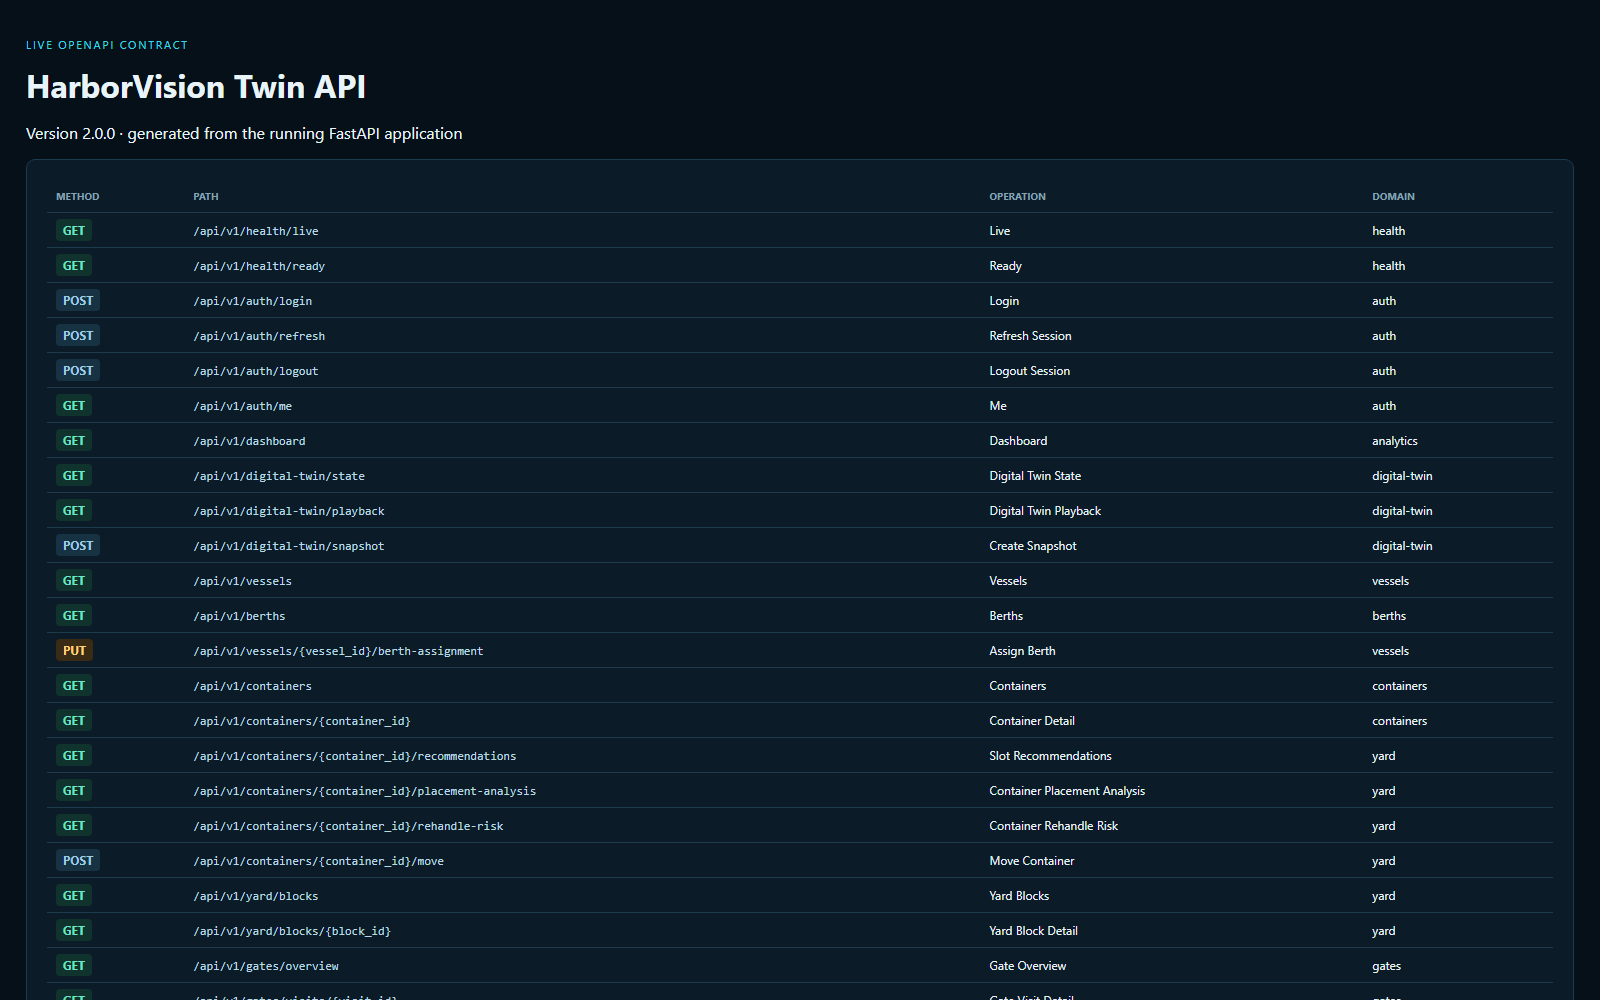 LIVE OPENAPI CONTRACT
HarborVision Twin API
Version 2.0.0 · generated from the running FastAPI application
METHOD PATH OPERATION DOMAIN
GET /api/v1/health/live Live health
GET /api/v1/health/ready Ready health
POST /api/v1/auth/login Login auth
POST /api/v1/auth/refresh Refresh Session auth
POST /api/v1/auth/logout Logout Session auth
GET /api/v1/auth/me Me auth
GET /api/v1/dashboard Dashboard analytics
GET /api/v1/digital-twin/state Digital Twin State digital-twin
GET /api/v1/digital-twin/playback Digital Twin Playback digital-twin
POST /api/v1/digital-twin/snapshot Create Snapshot digital-twin
GET /api/v1/vessels Vessels vessels
GET /api/v1/berths Berths berths
PUT /api/v1/vessels/{vessel_id}/berth-assignment Assign Berth vessels
GET /api/v1/containers Containers containers
GET /api/v1/containers/{container_id} Container Detail containers
GET /api/v1/containers/{container_id}/recommendations Slot Recommendations yard
GET /api/v1/containers/{container_id}/placement-analysis Container Placement Analysis yard
GET /api/v1/containers/{container_id}/rehandle-risk Container Rehandle Risk yard
POST /api/v1/containers/{container_id}/move Move Container yard
GET /api/v1/yard/blocks Yard Blocks yard
GET /api/v1/yard/blocks/{block_id} Yard Block Detail yard
GET /api/v1/gates/overview Gate Overview gates
GET /api/v1/gates/visits/{visit_id} Gate Visit Detail gates